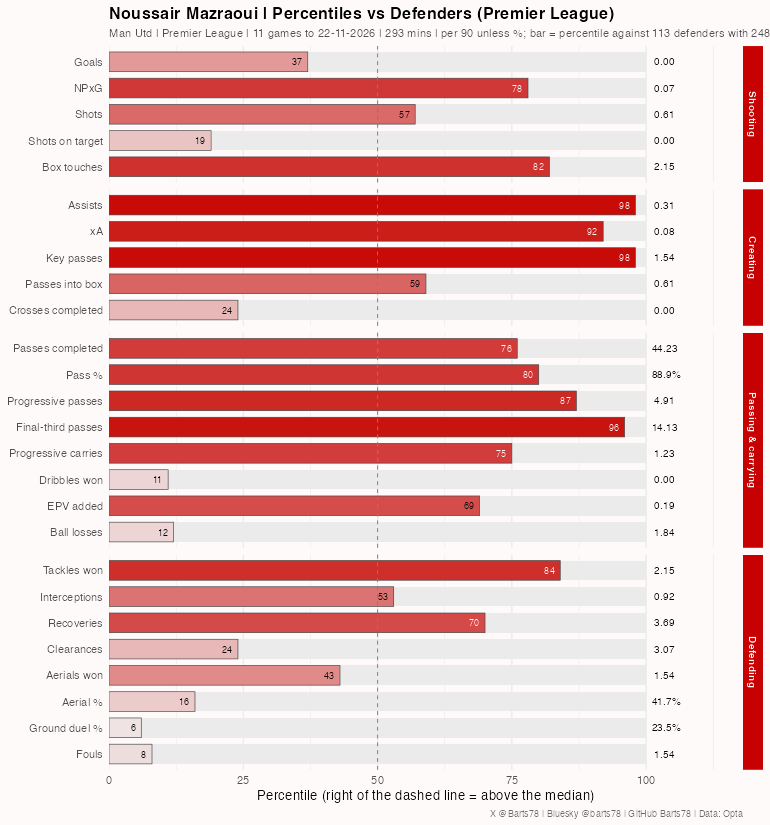 Noussair Mazraoui | Percentiles vs Defenders (Premier League)
Man Utd | Premier League | 11 games to 22-11-2026 | 293 mins | per 90 unless %; bar = percentile against 113 defenders with 248
Goals 37 0.00
NPxG 78 0.07
Shots 57 0.61
Shots on target 19 0.00
Box touches 82 2.15
Shooting
Assists 98 0.31
xA 92 0.08
Key passes 98 1.54
Passes into box 59 0.61
Crosses completed 24 0.00
Creating
Passes completed 76 44.23
Pass % 80 88.9%
Progressive passes 87 4.91
Final-third passes 96 14.13
Progressive carries 75 1.23
Dribbles won 11 0.00
EPV added 69 0.19
Ball losses 12 1.84
Passing & carrying
Tackles won 84 2.15
Interceptions 53 0.92
Recoveries 70 3.69
Clearances 24 3.07
Aerials won 43 1.54
Aerial % 16 41.7%
Ground duel % 6 23.5%
Fouls 8 1.54
Defending
0 25 50 75 100
Percentile (right of the dashed line = above the median)
X @Barts78 | Bluesky @barts78 | GitHub Barts78 | Data: Opta